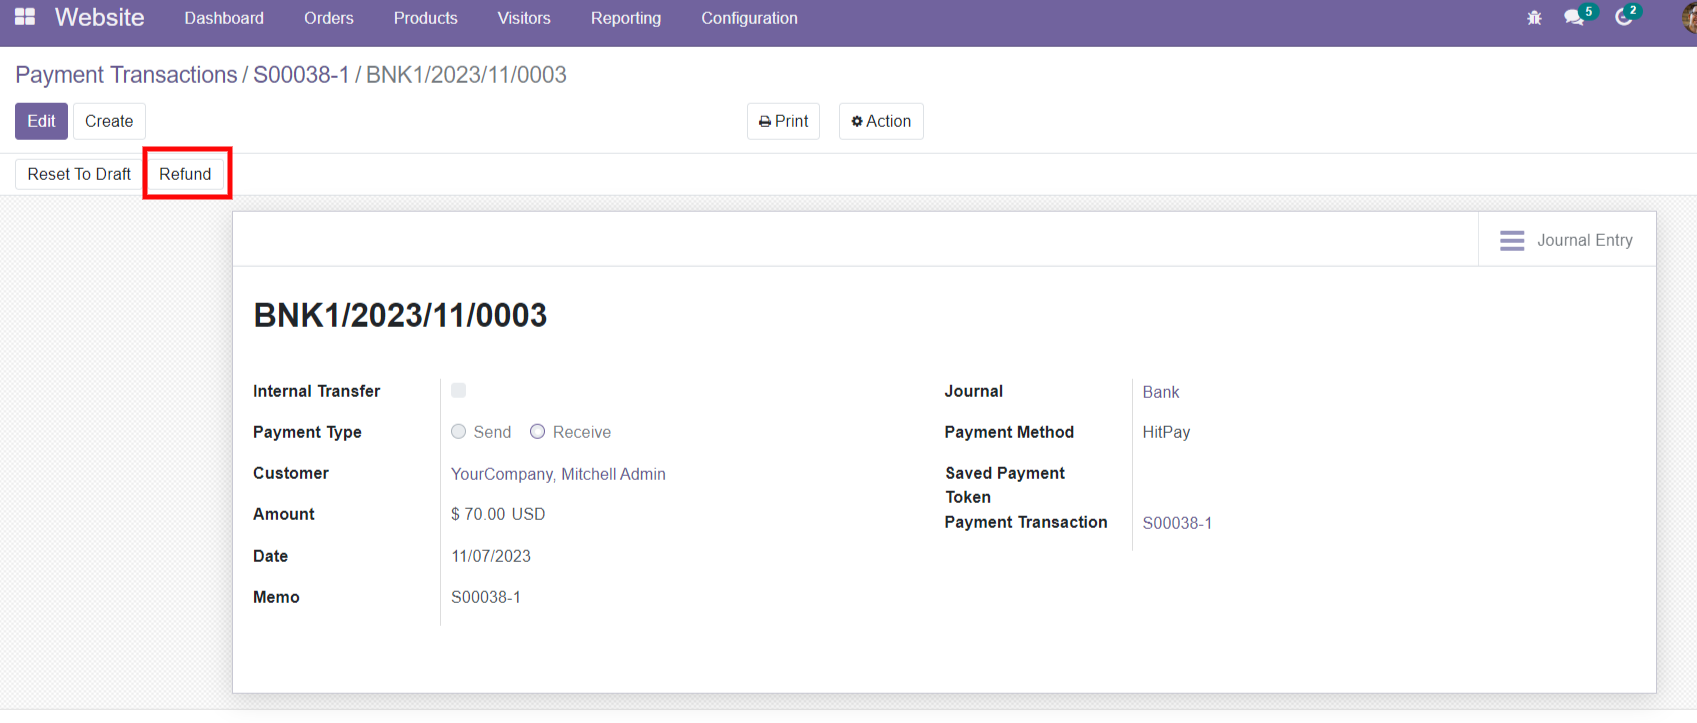 Website Dashboard Orders Products Visitors Reporting Configuration 5 2
Payment Transactions / S00038-1 / BNK1/2023/11/0003
Edit Create Print Action
Reset To Draft Refund
Journal Entry
BNK1/2023/11/0003
Internal Transfer
Payment Type Send Receive
Customer YourCompany, Mitchell Admin
Amount $ 70.00 USD
Date 11/07/2023
Memo S00038-1
Journal Bank
Payment Method HitPay
Saved Payment
Token
Payment Transaction S00038-1